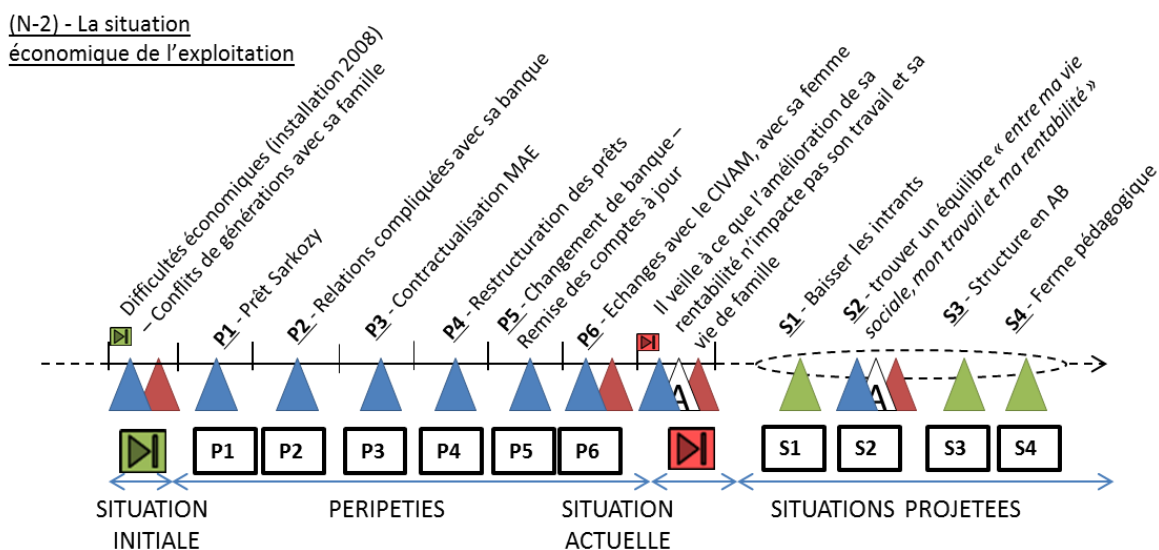 (N-2) - La situation
économique de l'exploitation
Difficultés économiques (installation 2008)
– Conflits de générations avec sa famille
P1 - Prêt Sarkozy
P2 - Relations compliquées avec sa banque
P3 - Contractualisation MAE
P4 - Restructuration des prêts
P5 - Changement de banque –
Remise des comptes à jour
P6 - Echanges avec le CIVAM, avec sa femme
Il veille à ce que l'amélioration de sa
rentabilité n'impacte pas son travail et sa
vie de famille
S1 - Baisser les intrants
S2 - trouver un équilibre « entre ma vie
sociale, mon travail et ma rentabilité »
S3 - Structure en AB
S4 - Ferme pédagogique
A
A
P1
P2
P3
P4
P5
P6
S1
S2
S3
S4
SITUATION
INITIALE
PERIPETIES
SITUATION
ACTUELLE
SITUATIONS PROJETEES